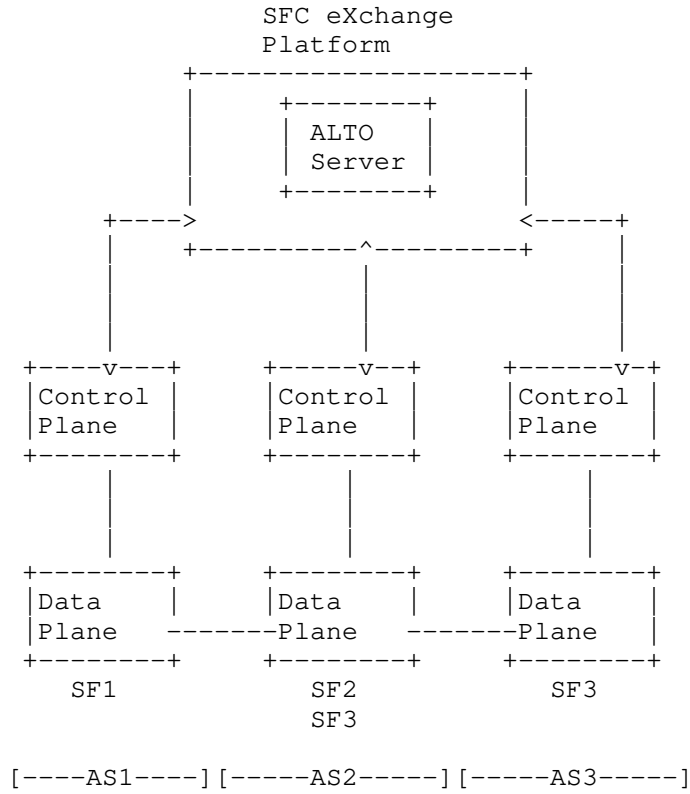 SFC eXchange
Platform
ALTO
Server
Control Control Control
Plane Plane Plane
Data Data Data
Plane Plane Plane
SF1 SF2 SF3
SF3
[----AS1----][-----AS2-----][-----AS3-----]